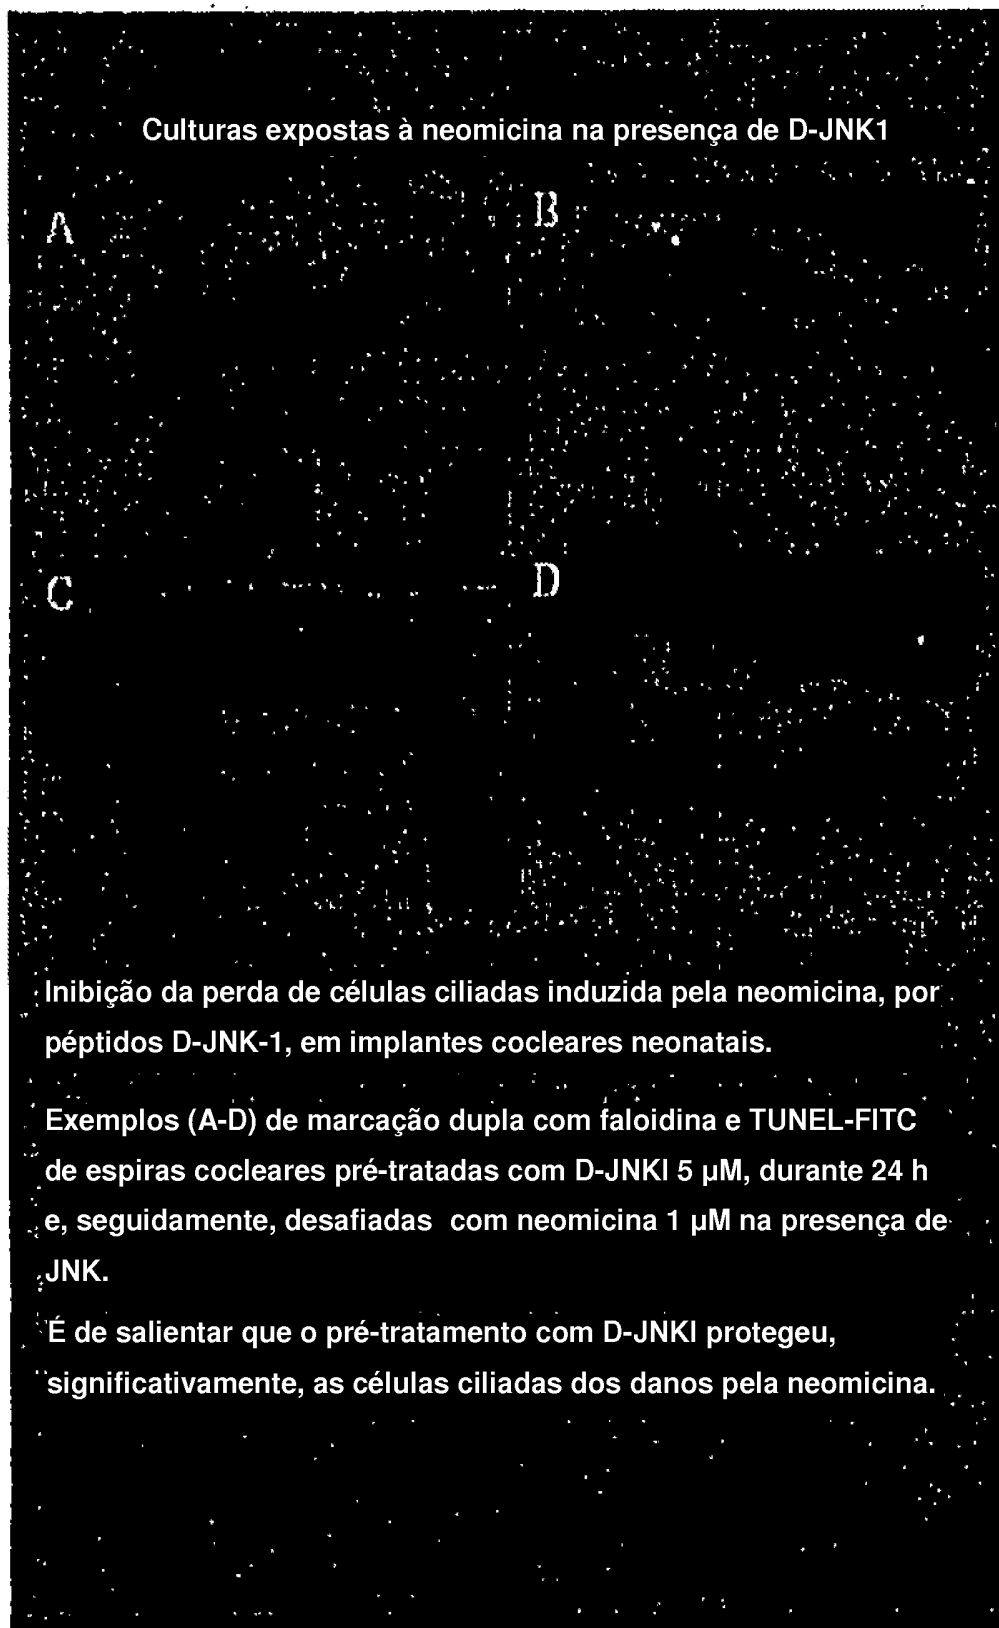 Culturas expostas à neomicina na presença de D-JNK1
A
B
C
D
Inibição da perda de células ciliadas induzida pela neomicina, por
péptidos D-JNK-1, em implantes cocleares neonatais.
Exemplos (A-D) de marcação dupla com faloidina e TUNEL-FITC
de espiras cocleares pré-tratadas com D-JNKI 5 µM, durante 24 h
e, seguidamente, desafiadas com neomicina 1 µM na presença de
JNK.
É de salientar que o pré-tratamento com D-JNKI protegeu,
significativamente, as células ciliadas dos danos pela neomicina.